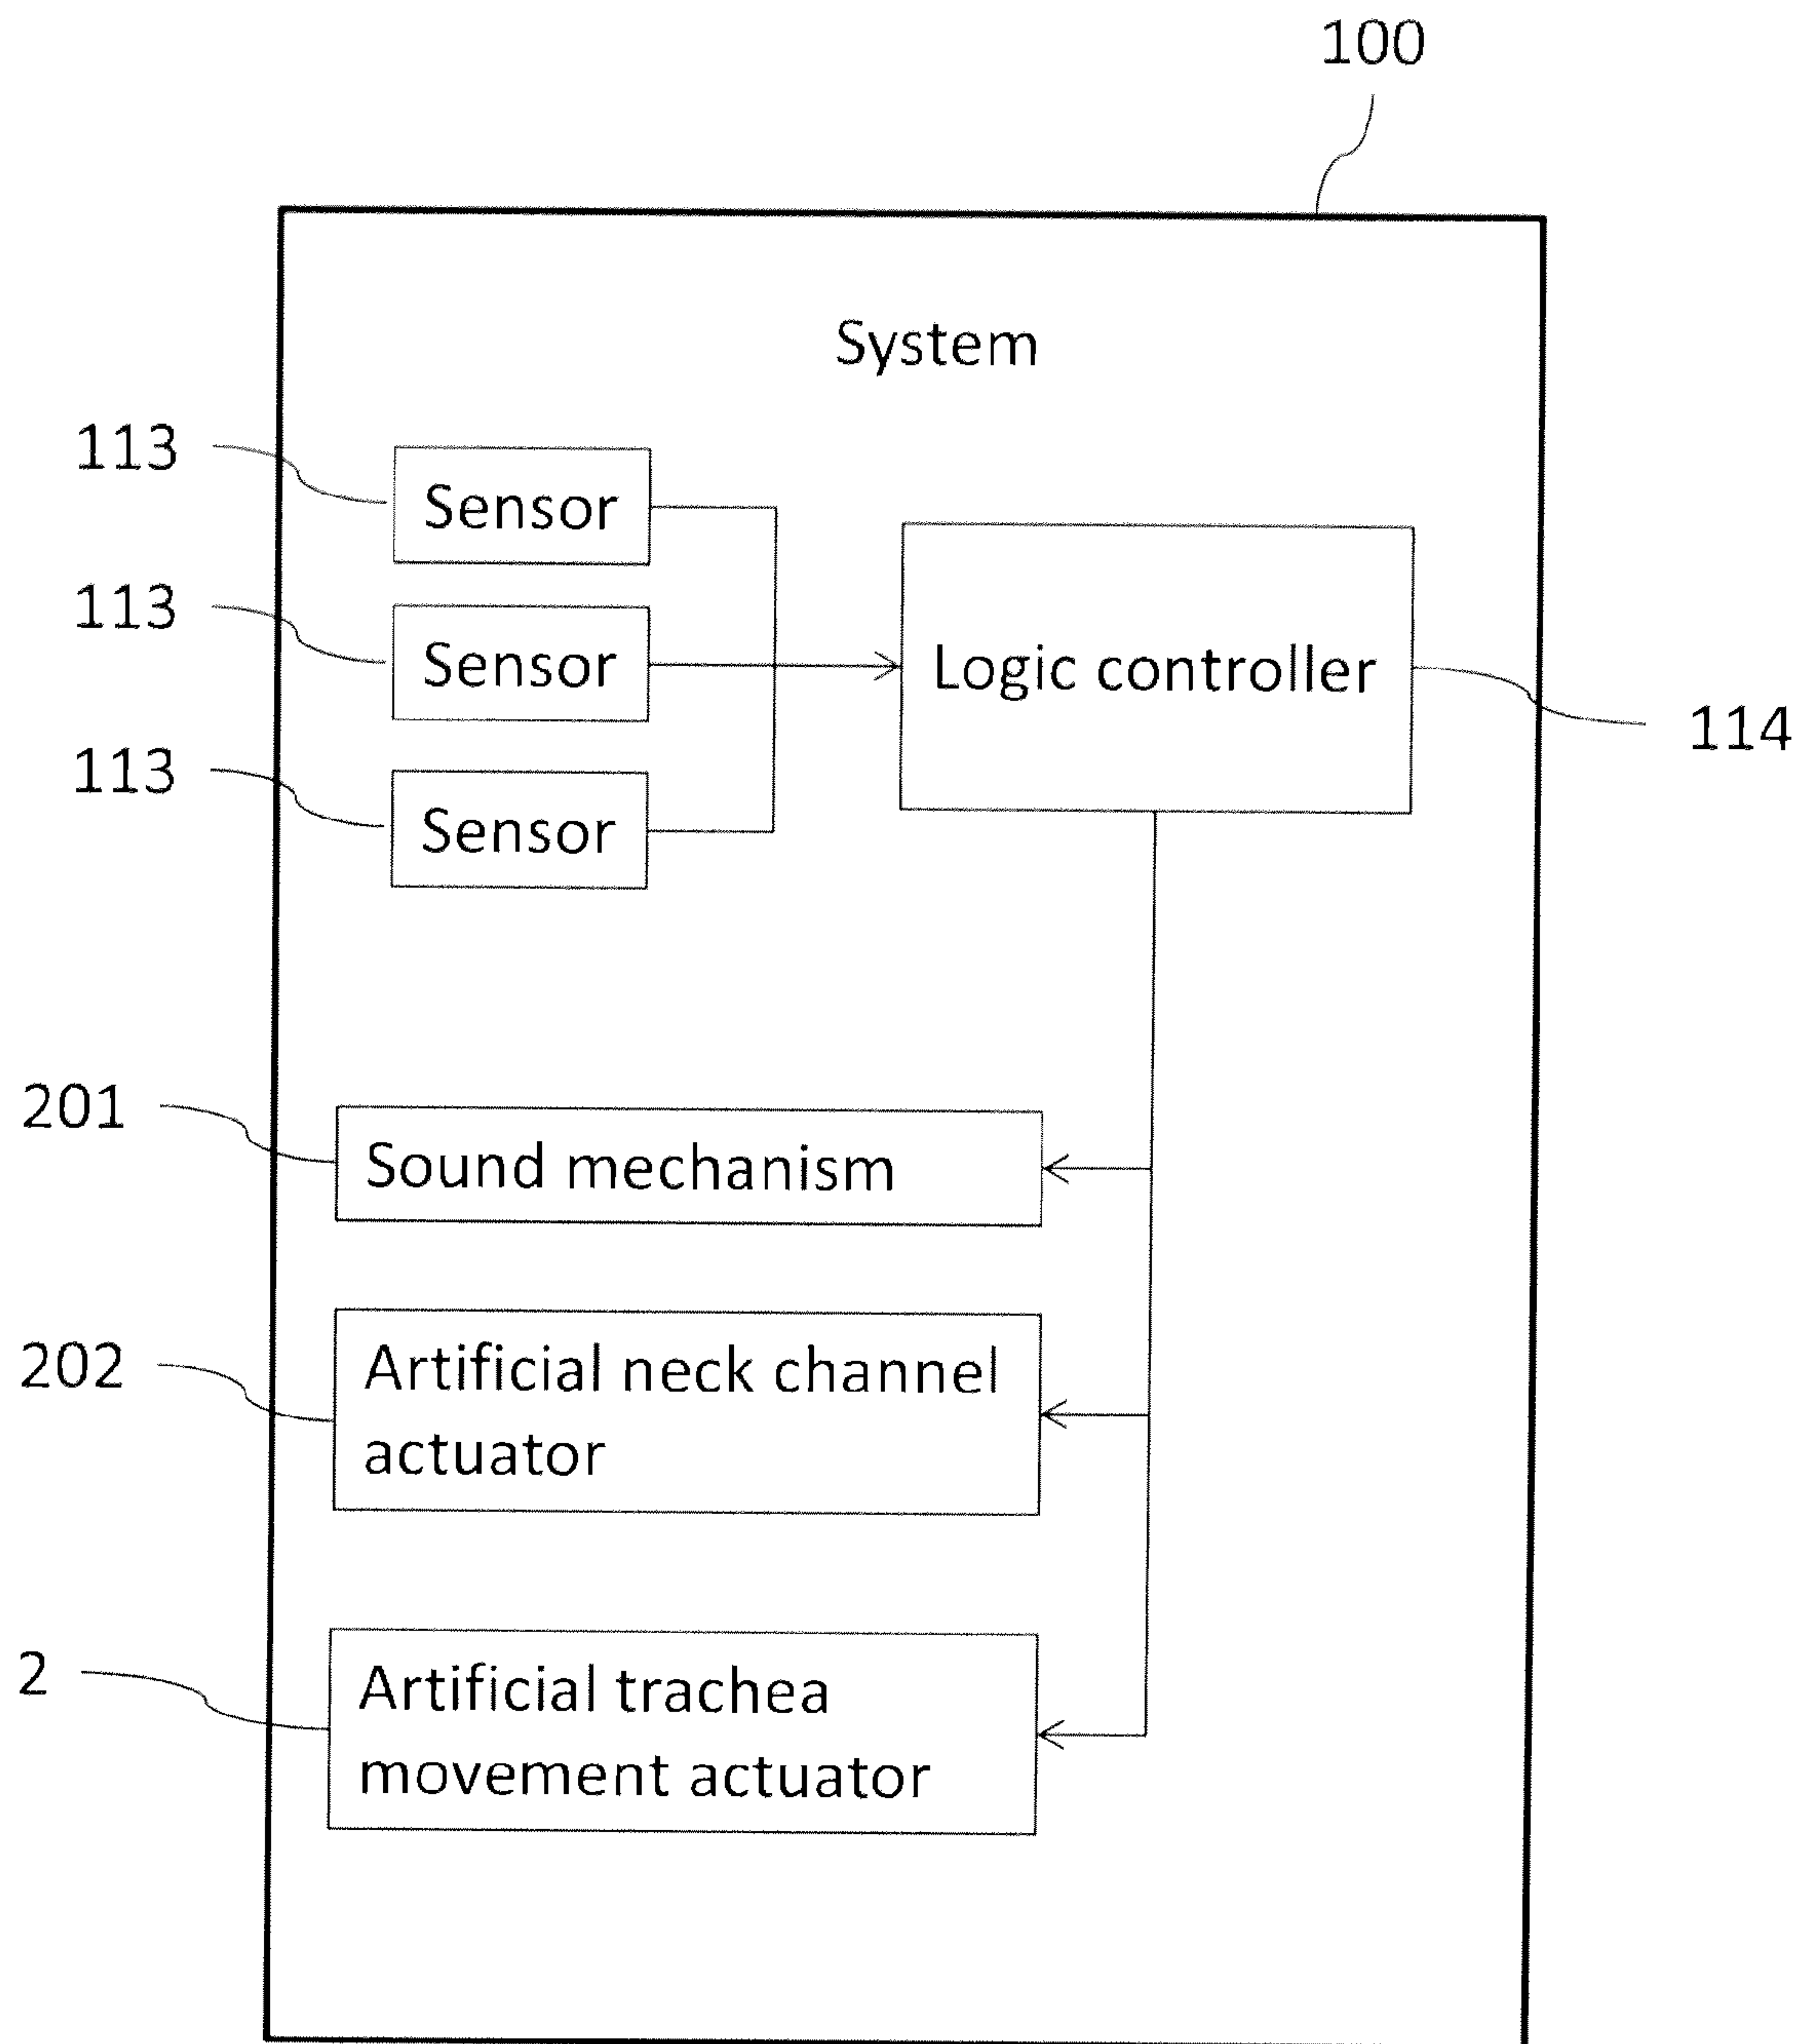 100
System
113
Sensor
113
Sensor
Logic controller
114
113
Sensor
201
Sound mechanism
202
Artificial neck channel
actuator
2
Artificial trachea
movement actuator